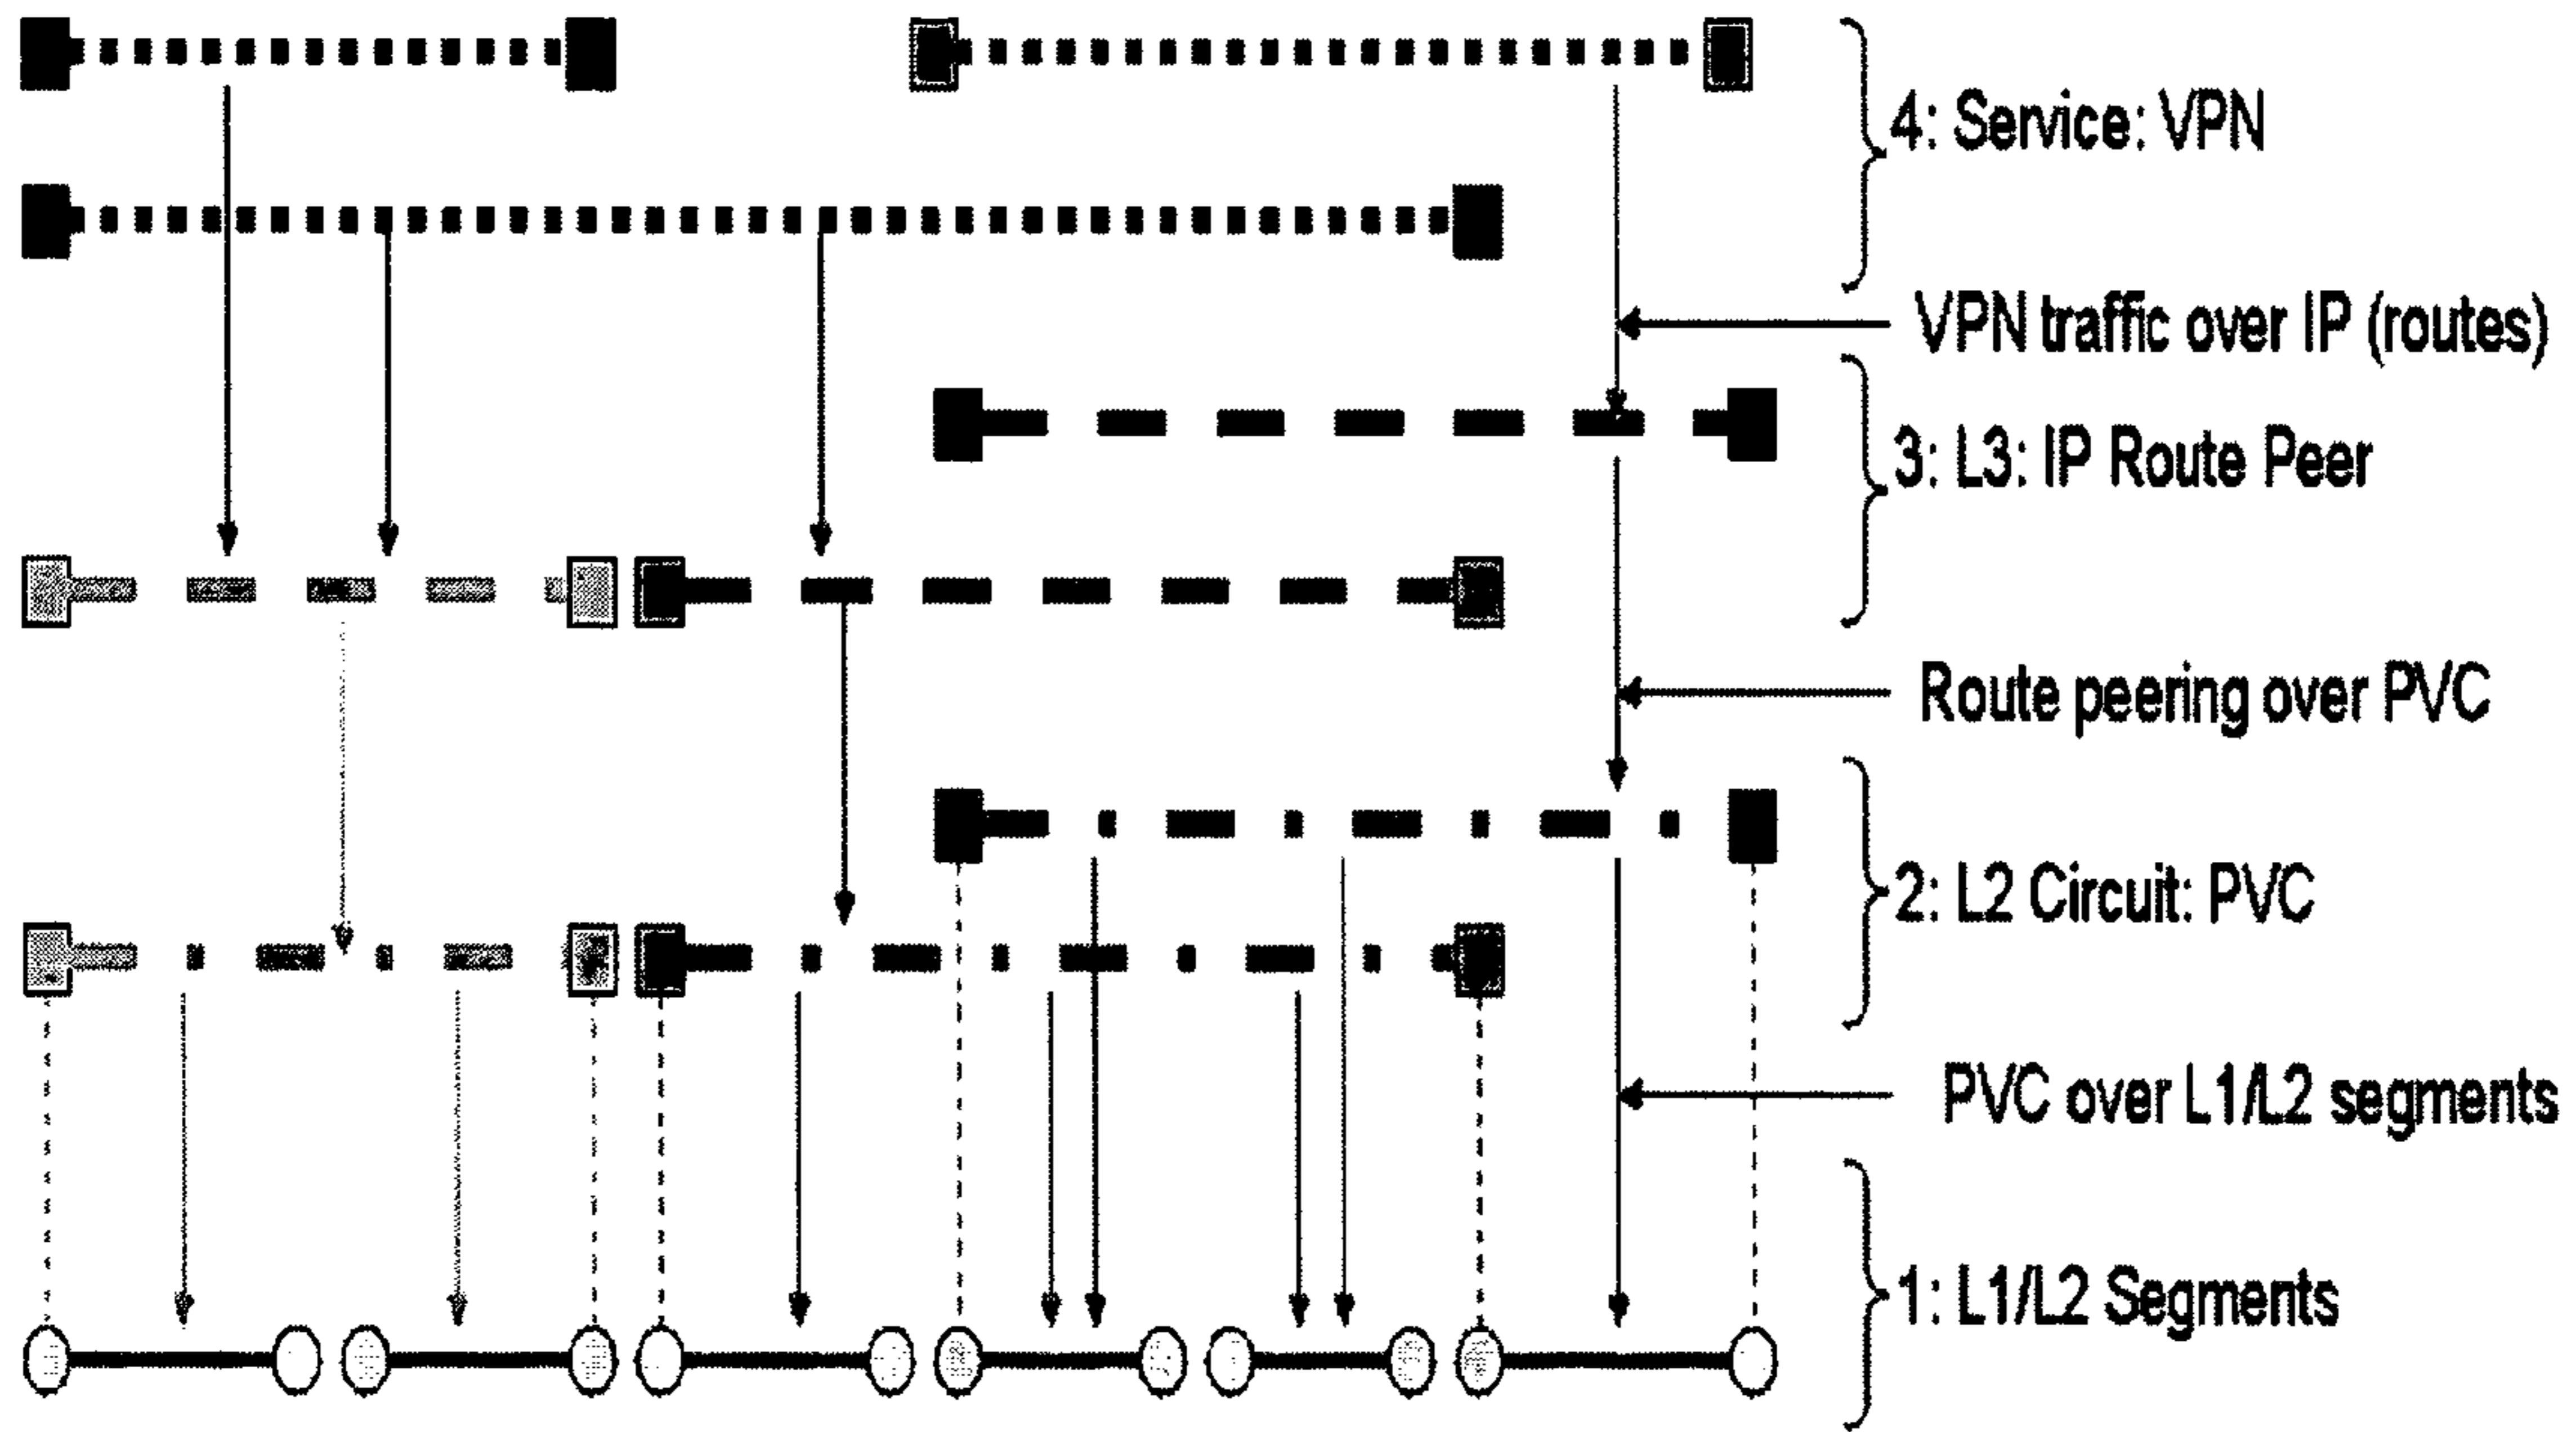 4: Service: VPN
VPN traffic over IP (routes)
3: L3: IP Route Peer
Route peering over PVC
2: L2 Circuit: PVC
PVC over L1/L2 segments
1: L1/L2 Segments